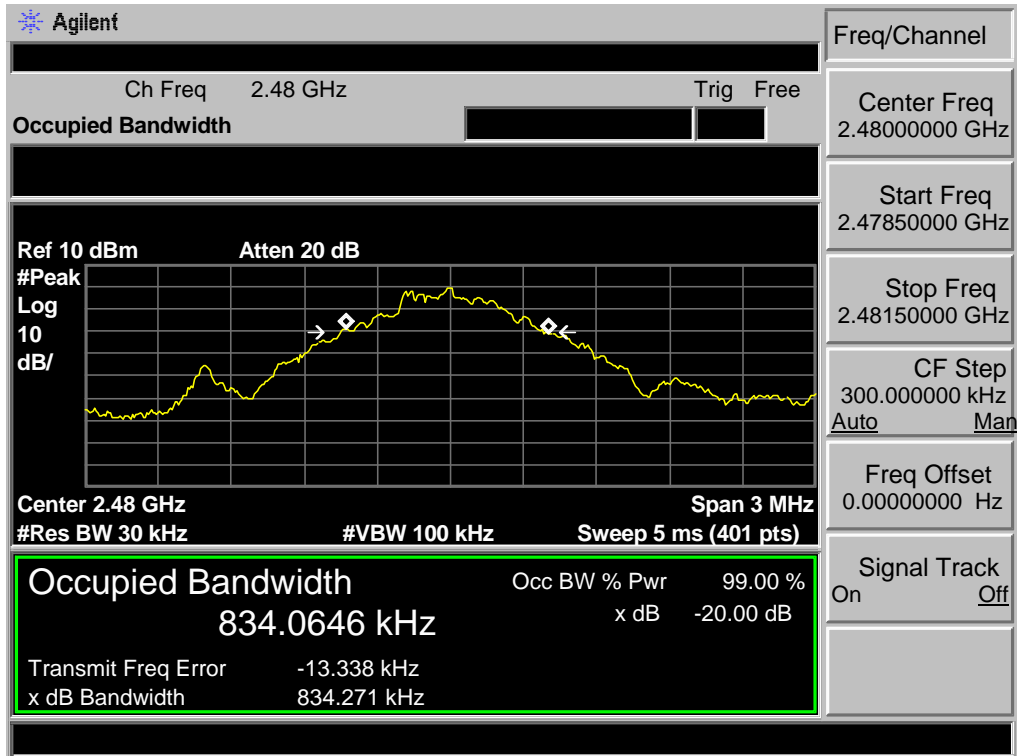 Agilent
Freq/Channel
Ch Freq 2.48 GHz Trig Free
Occupied Bandwidth
Center Freq
2.48000000 GHz
Start Freq
2.47850000 GHz
Stop Freq
2.48150000 GHz
CF Step
300.000000 kHz
Auto Man
Freq Offset
0.00000000 Hz
Signal Track
On Off
Ref 10 dBm Atten 20 dB
#Peak
Log
10
dB/
Center 2.48 GHz Span 3 MHz
#Res BW 30 kHz #VBW 100 kHz Sweep 5 ms (401 pts)
Occupied Bandwidth Occ BW % Pwr 99.00 %
834.0646 kHz x dB -20.00 dB
Transmit Freq Error -13.338 kHz
x dB Bandwidth 834.271 kHz